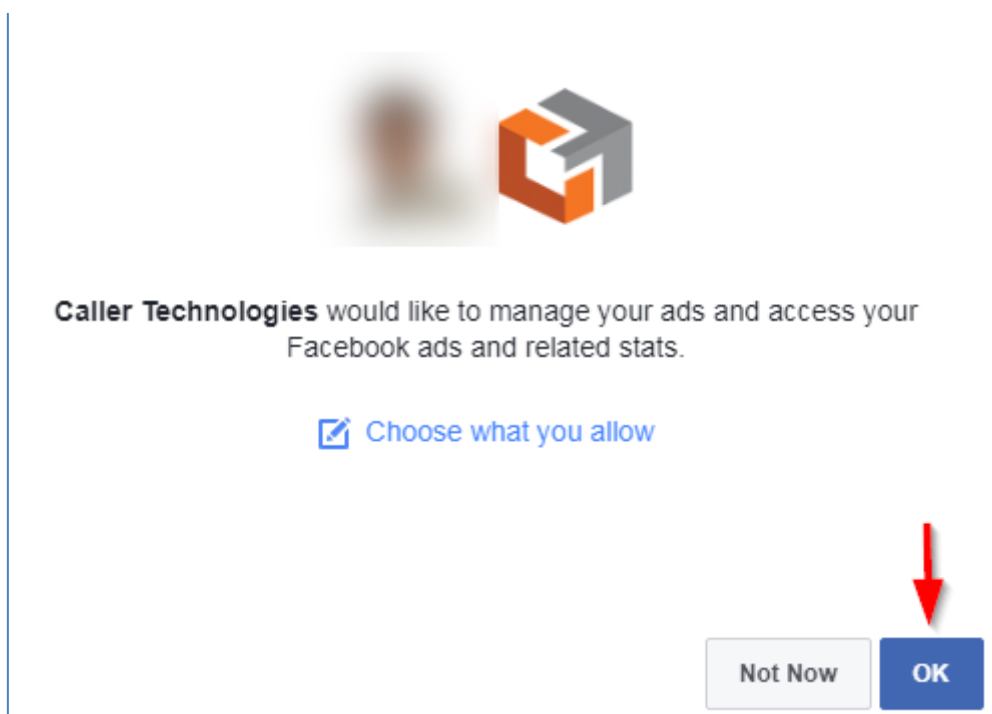 Caller Technologies would like to manage your ads and access your
Facebook ads and related stats.
Choose what you allow
Not Now
OK